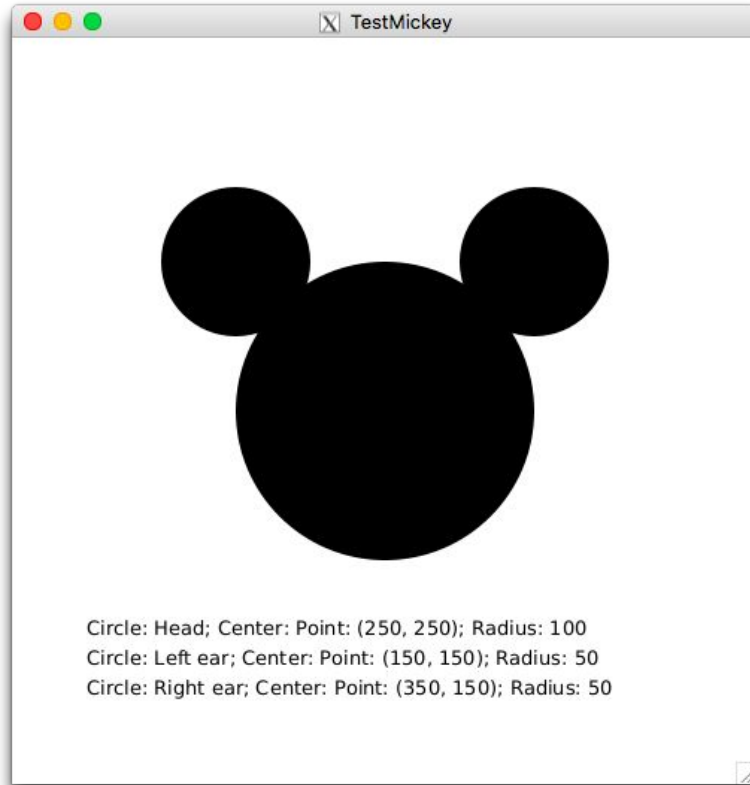 TestMickey
Circle: Head; Center: Point: (250, 250); Radius: 100
Circle: Left ear; Center: Point: (150, 150); Radius: 50
Circle: Right ear; Center: Point: (350, 150); Radius: 50